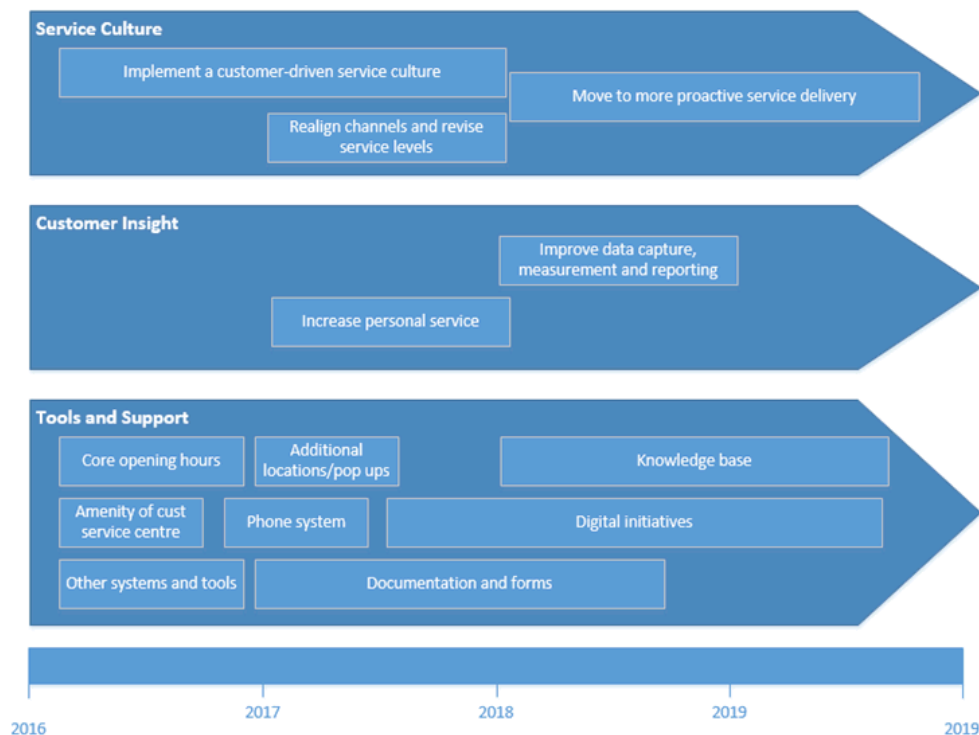 Service Culture
Implement a customer-driven service culture
Move to more proactive service delivery
Realign channels and revise
service levels
Customer Insight
Improve data capture,
measurement and reporting
Increase personal service
Tools and Support
Core opening hours
Additional
locations/pop ups
Knowledge base
Amenity of cust
service centre
Phone system
Digital initiatives
Other systems and tools
Documentation and forms
2016
2017
2018
2019
2019